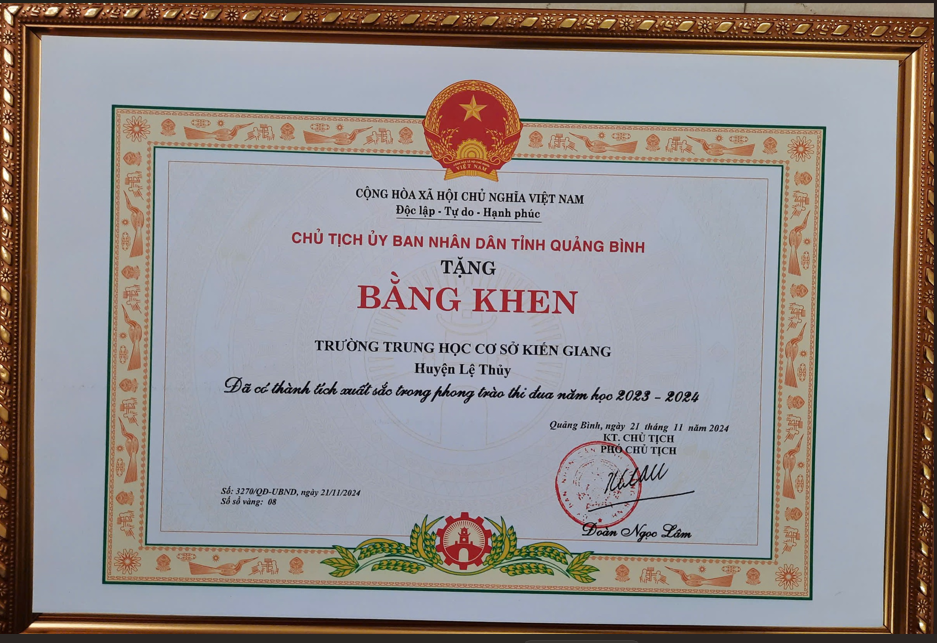 VIỆT NAM
CỘNG HÒA XÃ HỘI CHỦ NGHĨA VIỆT NAM
Độc lập - Tự do - Hạnh phúc
CHỦ TỊCH ỦY BAN NHÂN DÂN TỈNH QUẢNG BÌNH
TẶNG
BẰNG KHEN
TRƯỜNG TRUNG HỌC CƠ SỞ KIẾN GIANG
Huyện Lệ Thủy
Đã có thành tích xuất sắc trong phong trào thi đua năm học 2023 - 2024
Quảng Bình, ngày 21 tháng 11 năm 2024
KT. CHỦ TỊCH
PHÓ CHỦ TỊCH
Số: 3270/QĐ-UBND, ngày 21/11/2024
Số sổ vàng: 08
Đoàn Ngọc Lâm